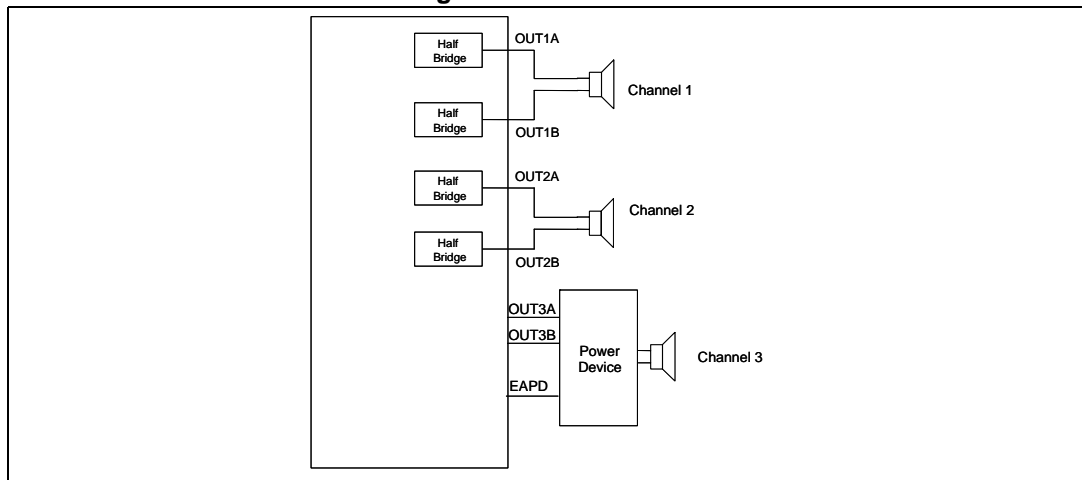 Half
Bridge
OUT1A
Channel 1
Half
Bridge
OUT1B
Half
Bridge
OUT2A
Channel 2
Half
Bridge
OUT2B
OUT3A
OUT3B
Power
Device
Channel 3
EAPD